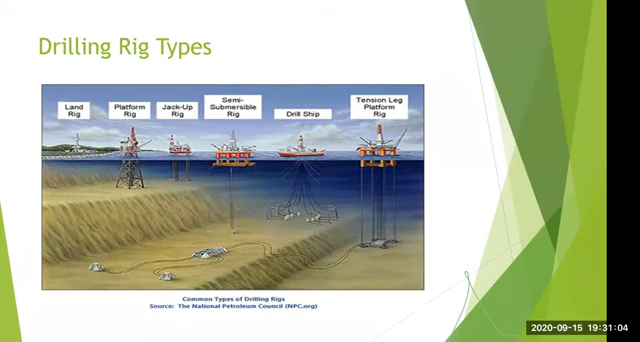 Drilling Rig Types
Land
Rig
Platform
Rig
Jack-Up
Rig
Semi-
Submersible
Rig
Drill Ship
Tension Leg
Platform
Rig
Common Types of Drilling Rigs
Source: The National Petroleum Council (NPC.org)
2020-09-15 19:31:04